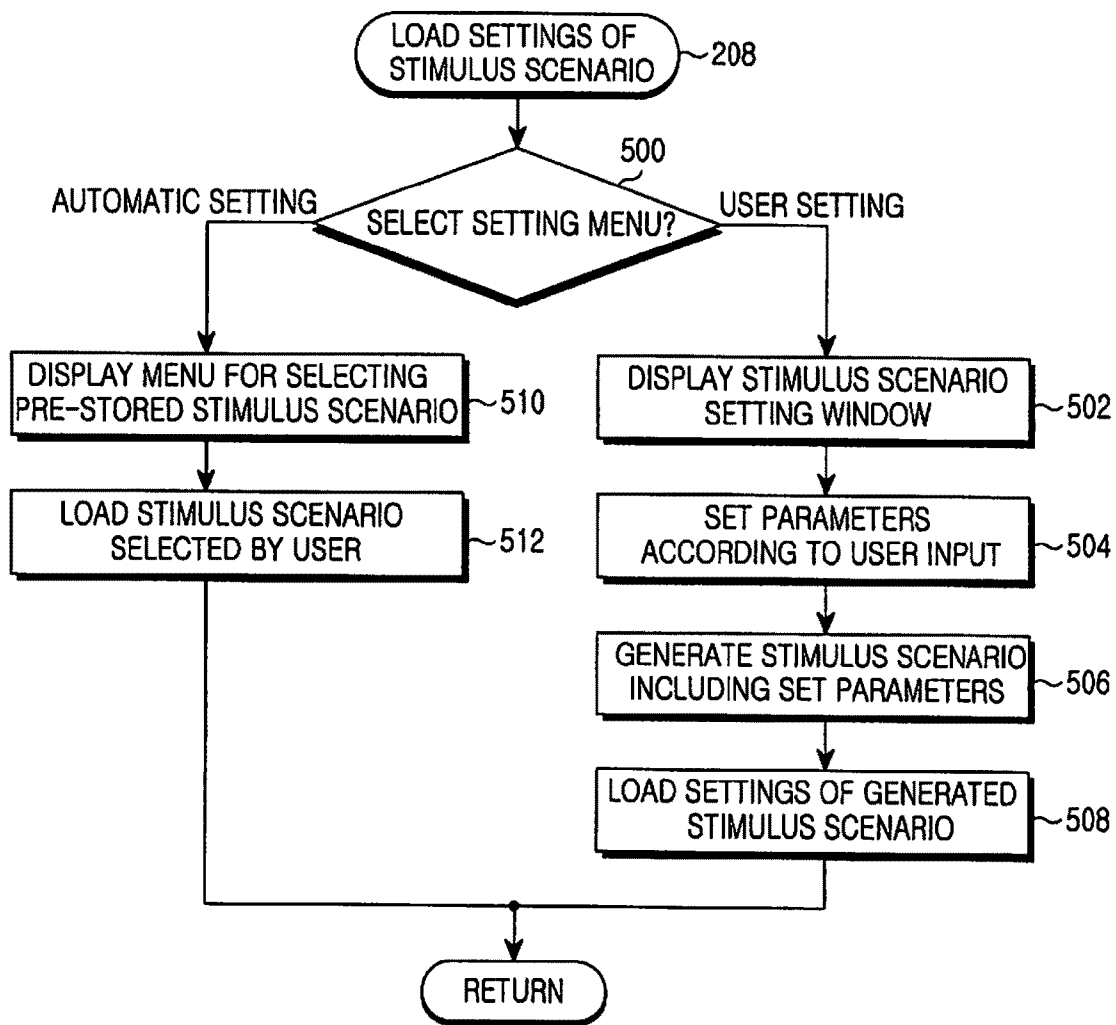 LOAD SETTINGS OF
STIMULUS SCENARIO
208
500
AUTOMATIC SETTING
SELECT SETTING MENU?
USER SETTING
DISPLAY MENU FOR SELECTING
PRE-STORED STIMULUS SCENARIO
510
DISPLAY STIMULUS SCENARIO
SETTING WINDOW
502
LOAD STIMULUS SCENARIO
SELECTED BY USER
512
SET PARAMETERS
ACCORDING TO USER INPUT
504
GENERATE STIMULUS SCENARIO
INCLUDING SET PARAMETERS
506
LOAD SETTINGS OF GENERATED
STIMULUS SCENARIO
508
RETURN